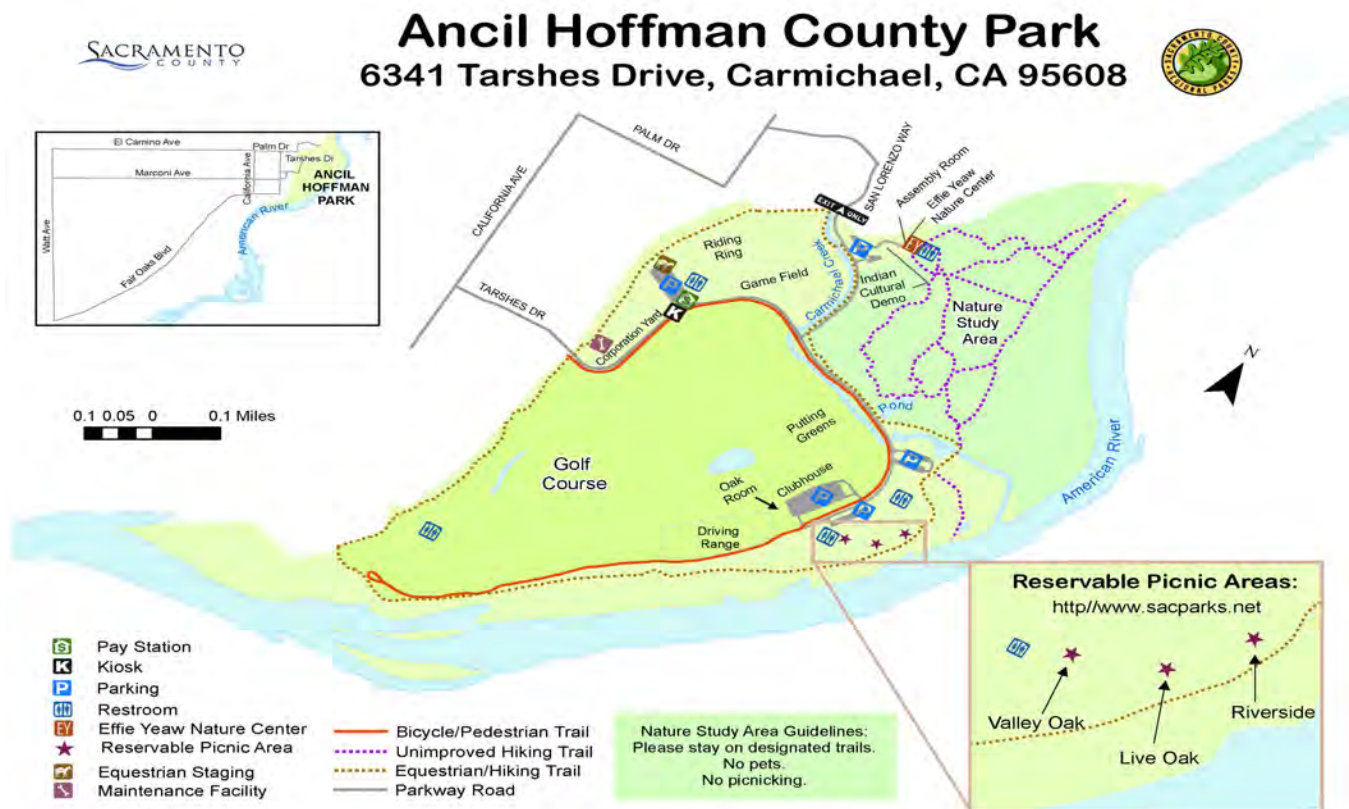 SACRAMENTO
COUNTY
Ancil Hoffman County Park
6341 Tarshes Drive, Carmichael, CA 95608
SACRAMENTO COUNTY
REGIONAL PARKS
El Camino Ave
Palm Dr
Tarshes Dr
Marconi Ave
California Ave
ANCIL
HOFFMAN
PARK
American River
Watt Ave
Fair Oaks Blvd
PALM DR
CALIFORNIA AVE
SAN LORENZO WAY
EXIT ONLY
Assembly Room
Effie Yeaw
Nature Center
TARSHES DR
Riding
Ring
Game Field
Carmichael Creek
P
EY
Indian
Cultural
Demo
Nature
Study
Area
P
S
K
Corporation Yard
N
0.1 0.05 0 0.1 Miles
Pond
Putting
Greens
Golf
Course
Oak
Room
Clubhouse
P
P
P
Driving
Range
American River
Reservable Picnic Areas:
http//www.sacparks.net
Valley Oak
Live Oak
Riverside
S Pay Station
K Kiosk
P Parking
Restroom
EY Effie Yeaw Nature Center
Reservable Picnic Area
Equestrian Staging
Maintenance Facility
Bicycle/Pedestrian Trail
Unimproved Hiking Trail
Equestrian/Hiking Trail
Parkway Road
Nature Study Area Guidelines:
Please stay on designated trails.
No pets.
No picnicking.